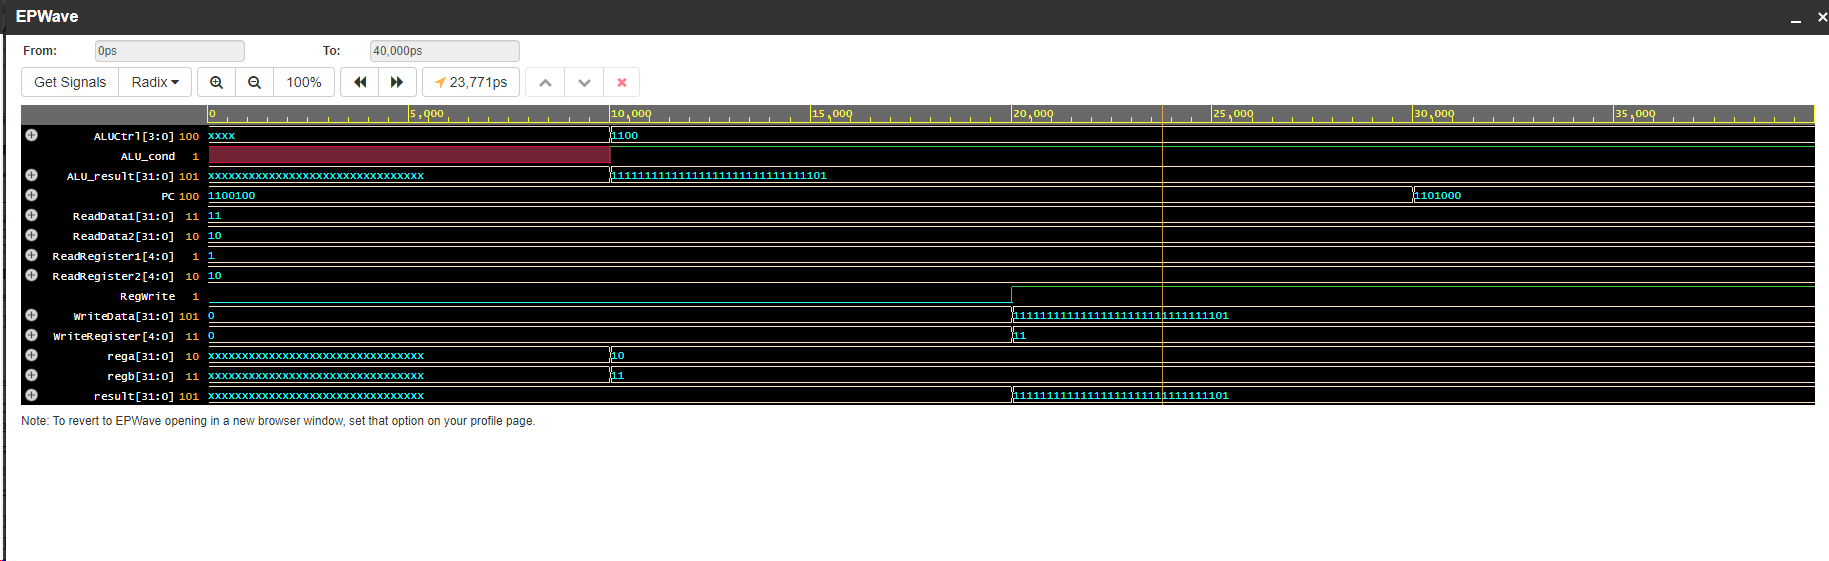 EPWave
From: 0ps To: 40,000ps
Get Signals Radix 100% 23,771ps
0 5,000 10,000 15,000 20,000 25,000 30,000 35,000
ALUCtrl[3:0] 100 xxxx 1100
ALU_cond 1
ALU_result[31:0] 101 xxxxxxxxxxxxxxxxxxxxxxxxxxxxxxxx 11111111111111111111111111111101
PC 100 1100100 1101000
ReadData1[31:0] 11 11
ReadData2[31:0] 10 10
ReadRegister1[4:0] 1 1
ReadRegister2[4:0] 10 10
RegWrite 1
WriteData[31:0] 101 0 11111111111111111111111111111101
WriteRegister[4:0] 11 0 11
rega[31:0] 10 xxxxxxxxxxxxxxxxxxxxxxxxxxxxxxxx 10
regb[31:0] 11 xxxxxxxxxxxxxxxxxxxxxxxxxxxxxxxx 11
result[31:0] 101 xxxxxxxxxxxxxxxxxxxxxxxxxxxxxxxx 11111111111111111111111111111101
Note: To revert to EPWave opening in a new browser window, set that option on your profile page.